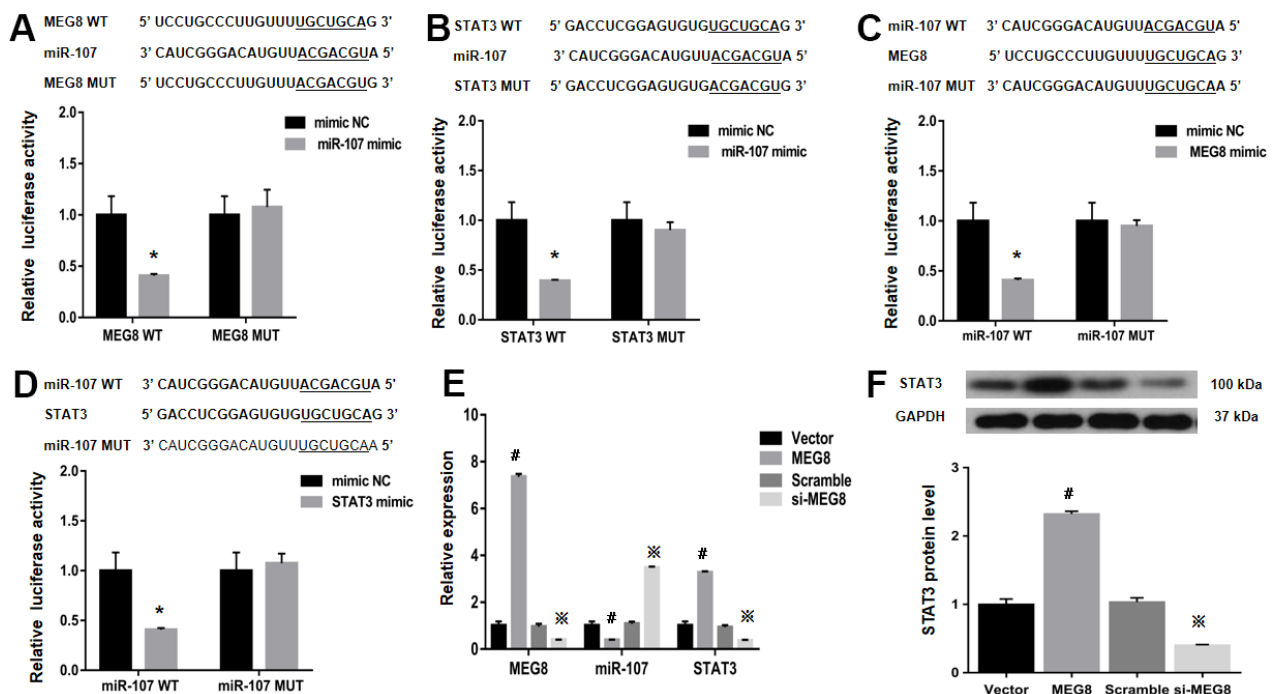 A
MEG8 WT 5' UCCUGCCCUUGUUUUGCUGCAG 3'
miR-107 3' CAUCGGGACAUGUUACGACGUA 5'
MEG8 MUT 5' UCCUGCCCUUGUUUACGACGUG 3'
Relative luciferase activity
2.0
1.5
1.0
0.5
0.0
mimic NC
miR-107 mimic
*
MEG8 WT
MEG8 MUT
B
STAT3 WT 5' GACCUCGGAGUGUGUGCUGCAG 3'
miR-107 3' CAUCGGGACAUGUUACGACGUA 5'
STAT3 MUT 5' GACCUCGGAGUGUGACGACGUG 3'
Relative luciferase activity
2.0
1.5
1.0
0.5
0.0
mimic NC
miR-107 mimic
*
STAT3 WT
STAT3 MUT
C
miR-107 WT 3' CAUCGGGACAUGUUACGACGUA 5'
MEG8 5' UCCUGCCCUUGUUUUGCUGCAG 3'
miR-107 MUT 3' CAUCGGGACAUGUUUGCUGCAA 5'
Relative luciferase activity
2.0
1.5
1.0
0.5
0.0
mimic NC
MEG8 mimic
*
miR-107 WT
miR-107 MUT
D
miR-107 WT 3' CAUCGGGACAUGUUACGACGUA 5'
STAT3 5' GACCUCGGAGUGUGUGCUGCAG 3'
miR-107 MUT 3' CAUCGGGACAUGUUUGCUGCAA 5'
Relative luciferase activity
2.0
1.5
1.0
0.5
0.0
mimic NC
STAT3 mimic
*
miR-107 WT
miR-107 MUT
E
Relative expression
10
8
6
4
2
0
Vector
MEG8
Scramble
si-MEG8
#
※
#
※
#
※
MEG8
miR-107
STAT3
F
STAT3 100 kDa
GAPDH 37 kDa
STAT3 protein level
3
2
1
0
#
※
Vector
MEG8
Scramble
si-MEG8